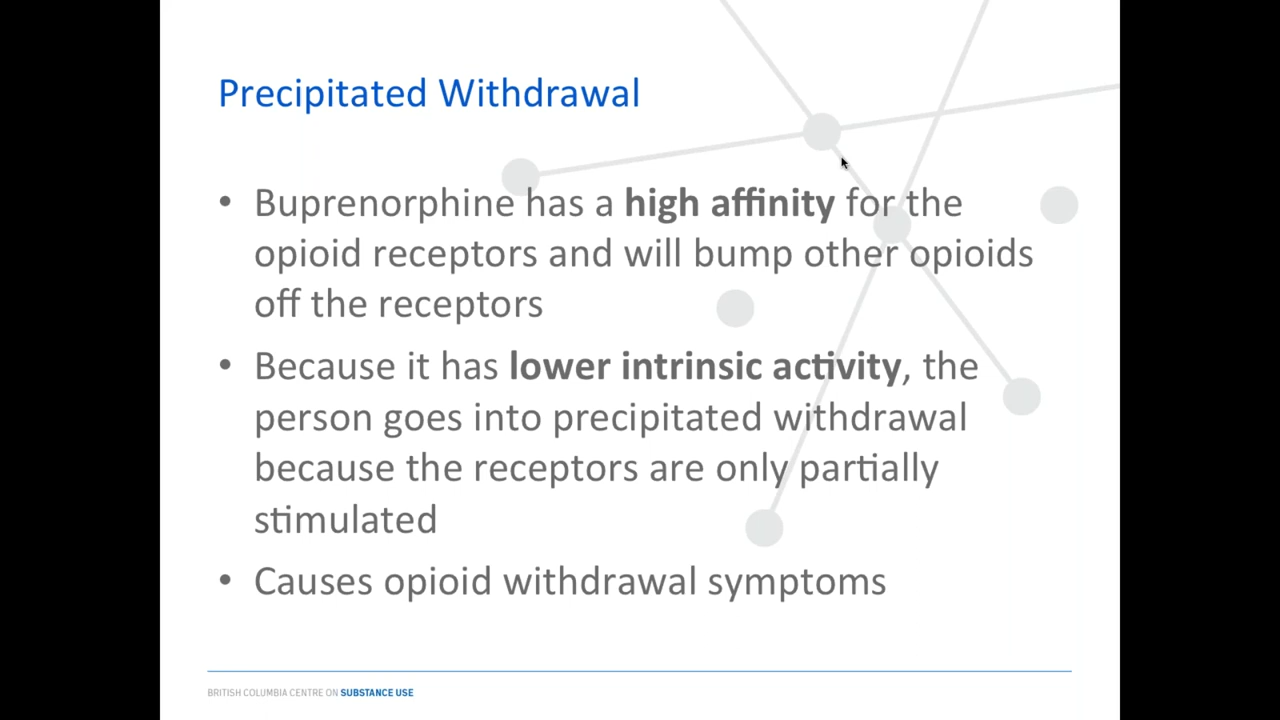 Precipitated Withdrawal
• Buprenorphine has a high affinity for the
opioid receptors and will bump other opioids
off the receptors
• Because it has lower intrinsic activity, the
person goes into precipitated withdrawal
because the receptors are only partially
stimulated
• Causes opioid withdrawal symptoms
BRITISH COLUMBIA CENTRE ON SUBSTANCE USE